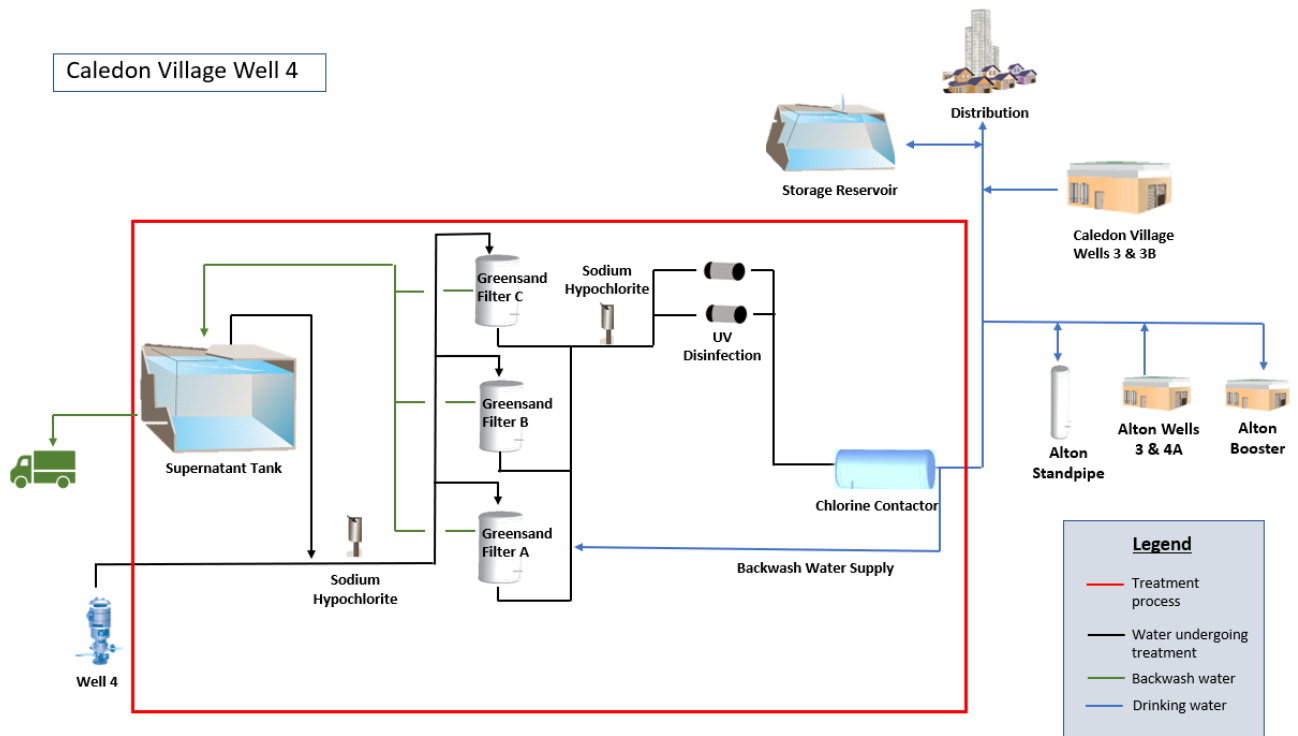 Caledon Village Well 4
Distribution
Storage Reservoir
Caledon Village
Wells 3 & 3B
Sodium
Hypochlorite
Greensand
Filter C
UV
Disinfection
Greensand
Filter B
Supernatant Tank
Alton
Standpipe
Alton Wells
3 & 4A
Alton
Booster
Chlorine Contactor
Greensand
Filter A
Backwash Water Supply
Sodium
Hypochlorite
Well 4
Legend
Treatment
process
Water undergoing
treatment
Backwash water
Drinking water